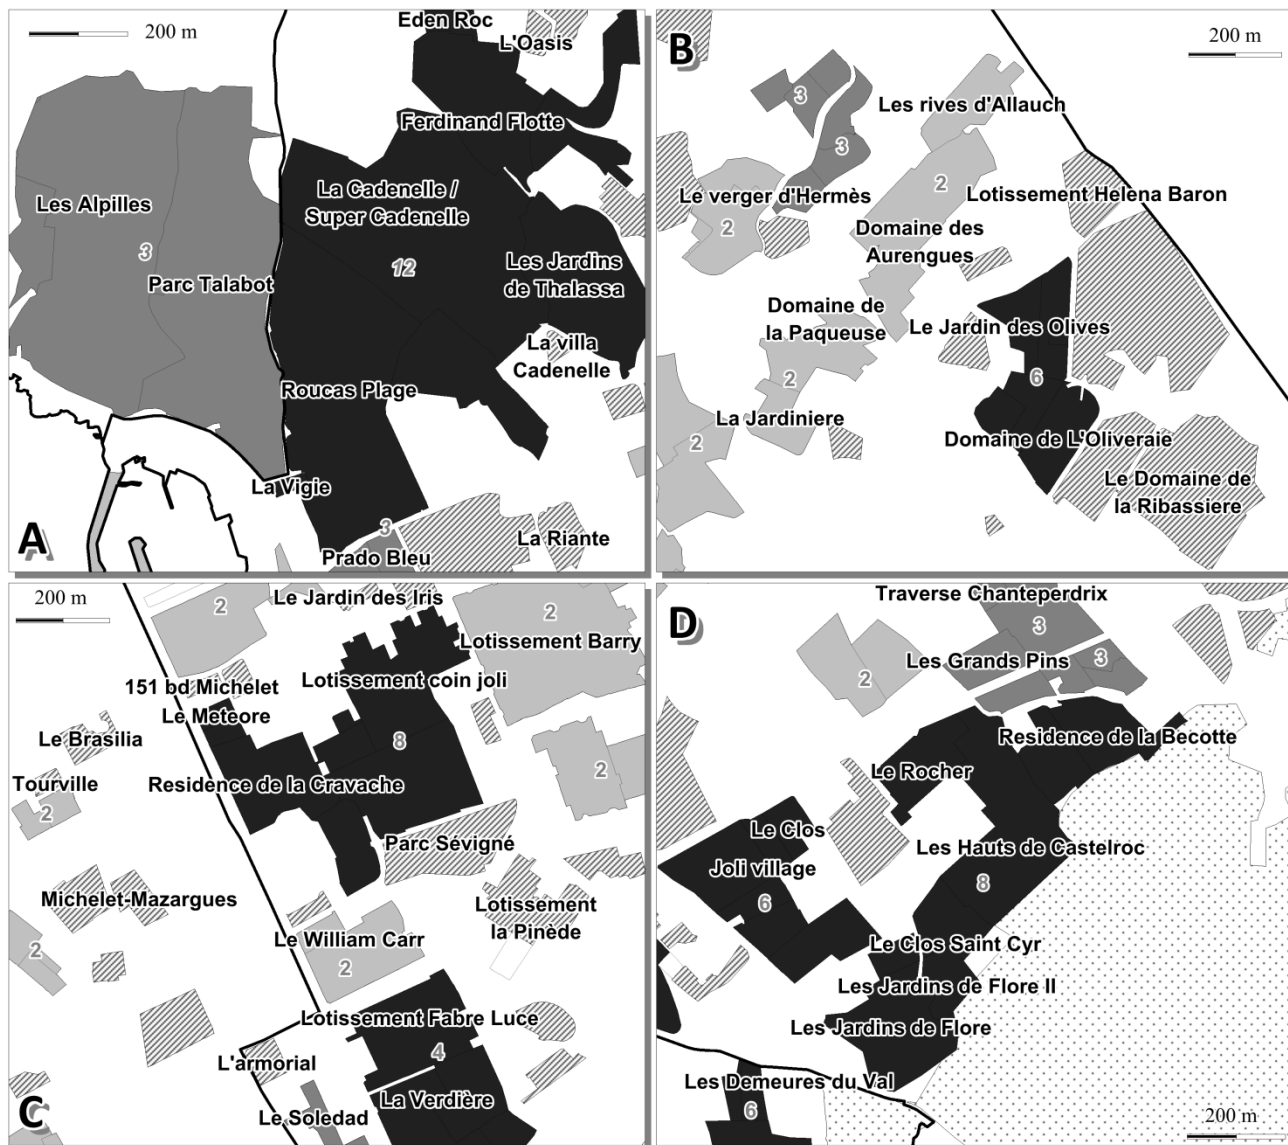 200 m
Eden Roc
L'Oasis
Ferdinand Flotte
Les Alpilles
La Cadenelle /
Super Cadenelle
3
12
Parc Talabot
Les Jardins
de Thalassa
La villa
Cadenelle
Roucas Plage
La Vigie
3
La Riante
Prado Bleu
A
B
200 m
3
Les rives d'Allauch
3
2
Le verger d'Hermès
Lotissement Helena Baron
2
Domaine des
Aurengues
Domaine de
la Paqueuse
Le Jardin des Olives
2
6
La Jardiniere
2
Domaine de L'Oliveraie
Le Domaine de
la Ribassiere
200 m
2
Le Jardin des Iris
2
Lotissement Barry
151 bd Michelet
Lotissement coin joli
Le Meteore
Le Brasilia
8
2
Tourville
Residence de la Cravache
2
Parc Sévigné
Michelet-Mazargues
Lotissement
la Pinède
2
Le William Carr
2
Lotissement Fabre Luce
L'armorial
4
La Verdière
Le Soledad
C
D
Traverse Chanteperdrix
3
Les Grands Pins
3
2
Residence de la Becotte
Le Rocher
Le Clos
Les Hauts de Castelroc
Joli village
8
6
Le Clos Saint Cyr
Les Jardins de Flore II
Les Jardins de Flore
Les Demeures du Val
6
200 m